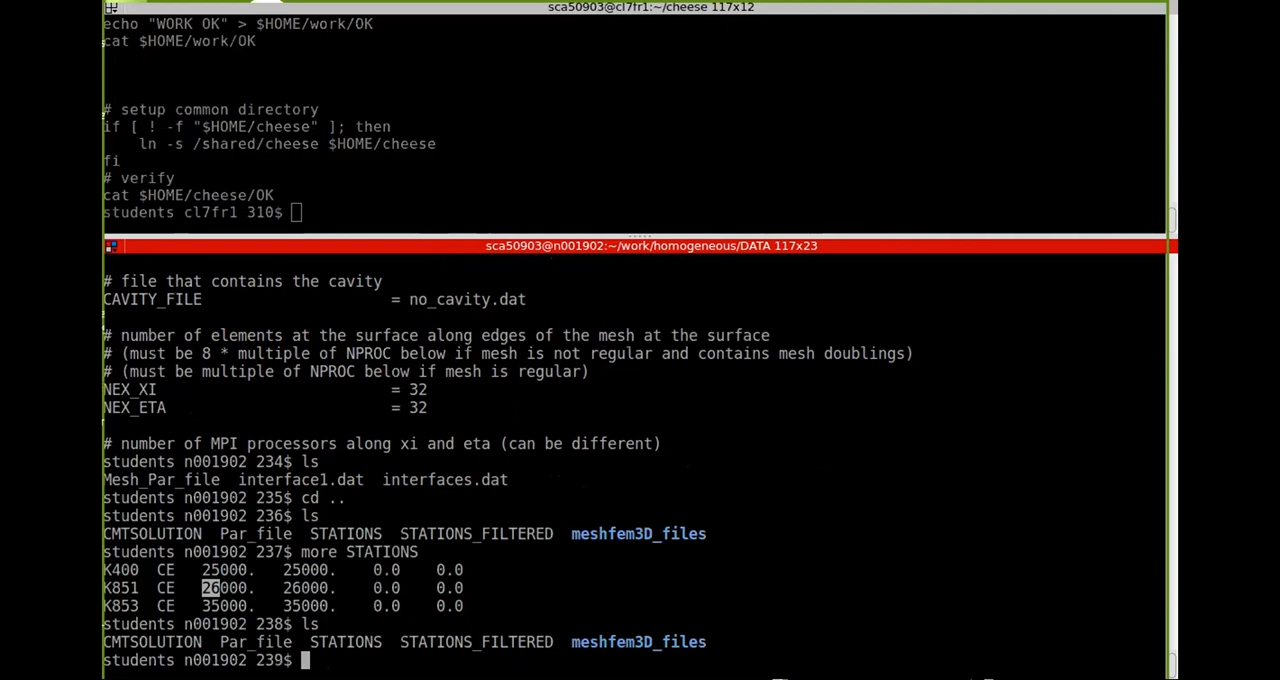 sca50903@cl7fr1:~/cheese 117x12
echo "WORK OK" > $HOME/work/OK
cat $HOME/work/OK
# setup common directory
if [ ! -f "$HOME/cheese" ]; then
    ln -s /shared/cheese $HOME/cheese
fi
# verify
cat $HOME/cheese/OK
students cl7fr1 310$
sca50903@n001902:~/work/homogeneous/DATA 117x23
# file that contains the cavity
CAVITY_FILE                     = no_cavity.dat
# number of elements at the surface along edges of the mesh at the surface
# (must be 8 * multiple of NPROC below if mesh is not regular and contains mesh doublings)
# (must be multiple of NPROC below if mesh is regular)
NEX_XI                          = 32
NEX_ETA                         = 32
# number of MPI processors along xi and eta (can be different)
students n001902 234$ ls
Mesh_Par_file  interface1.dat  interfaces.dat
students n001902 235$ cd ..
students n001902 236$ ls
CMTSOLUTION  Par_file  STATIONS  STATIONS_FILTERED  meshfem3D_files
students n001902 237$ more STATIONS
K400  CE   25000.   25000.    0.0    0.0
K851  CE   26000.   26000.    0.0    0.0
K853  CE   35000.   35000.    0.0    0.0
students n001902 238$ ls
CMTSOLUTION  Par_file  STATIONS  STATIONS_FILTERED  meshfem3D_files
students n001902 239$